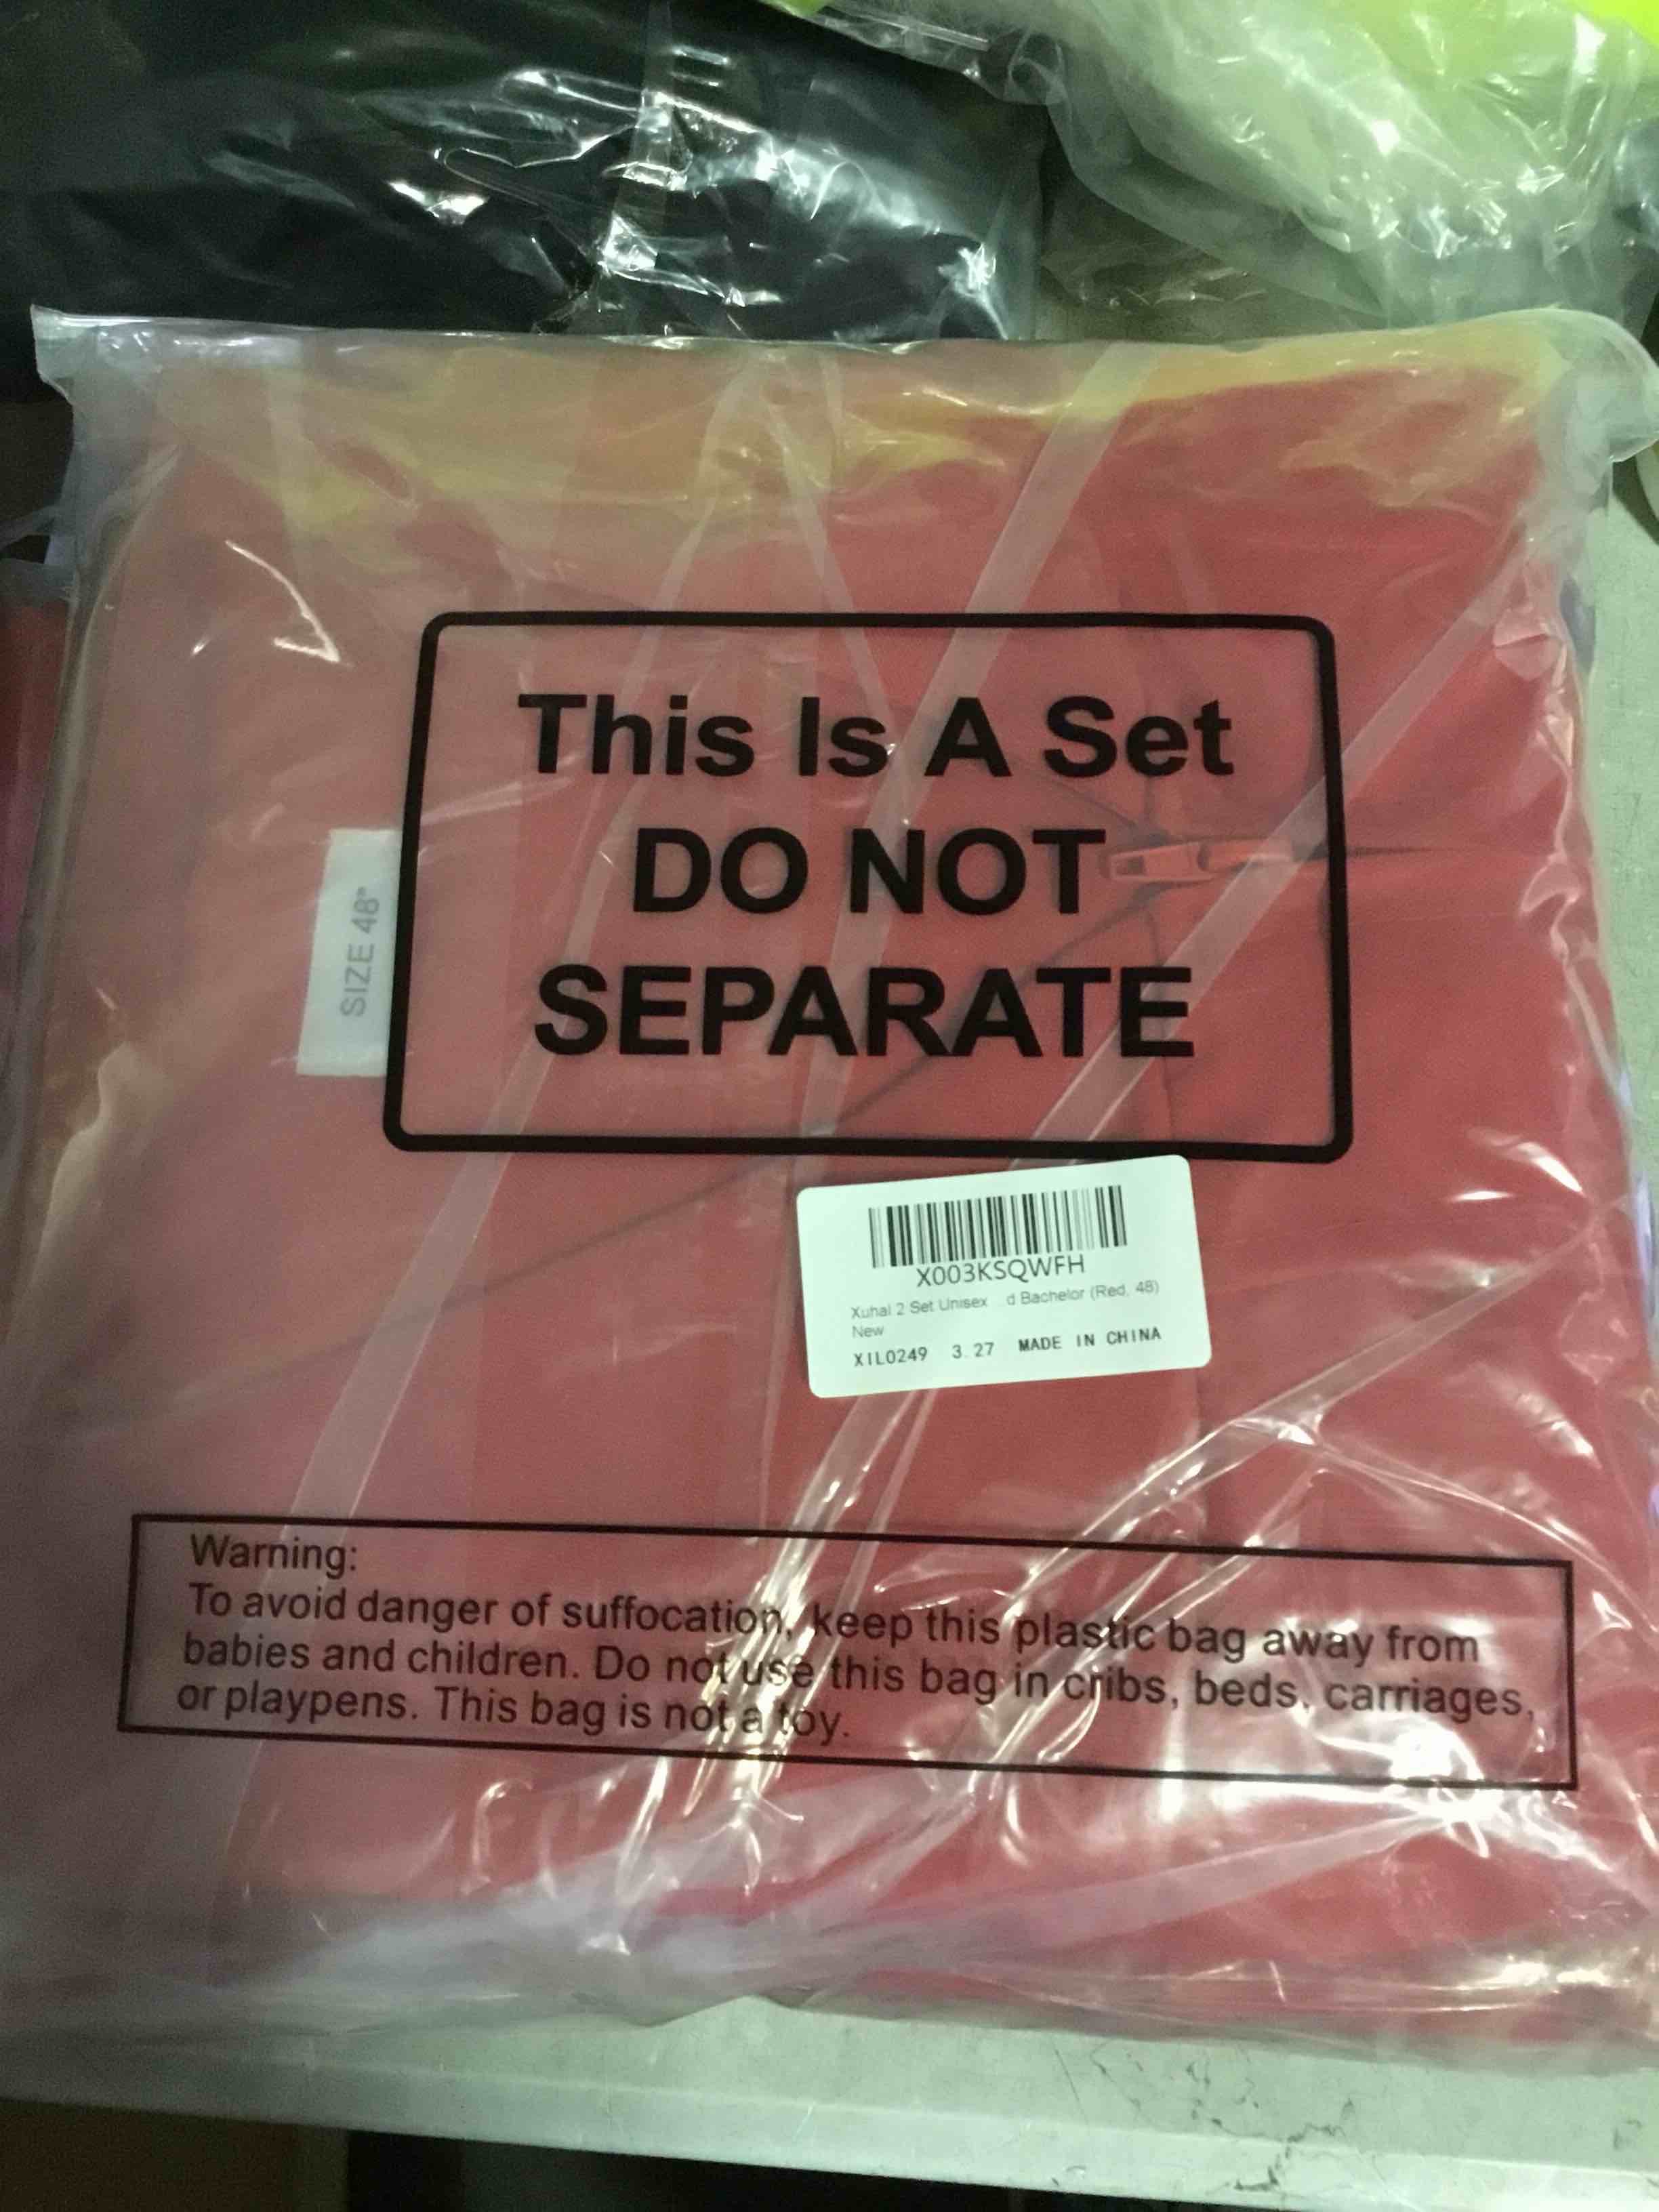 This Is A Set
DO NOT
SEPARATE
SIZE 48"
X003KSQWFH
Xuhal 2 Set Unisex ... d Bachelor (Red, 48)
New
XIL0249 3.27 MADE IN CHINA
Warning:
To avoid danger of suffocation, keep this plastic bag away from
babies and children. Do not use this bag in cribs, beds, carriages,
or playpens. This bag is not a toy.